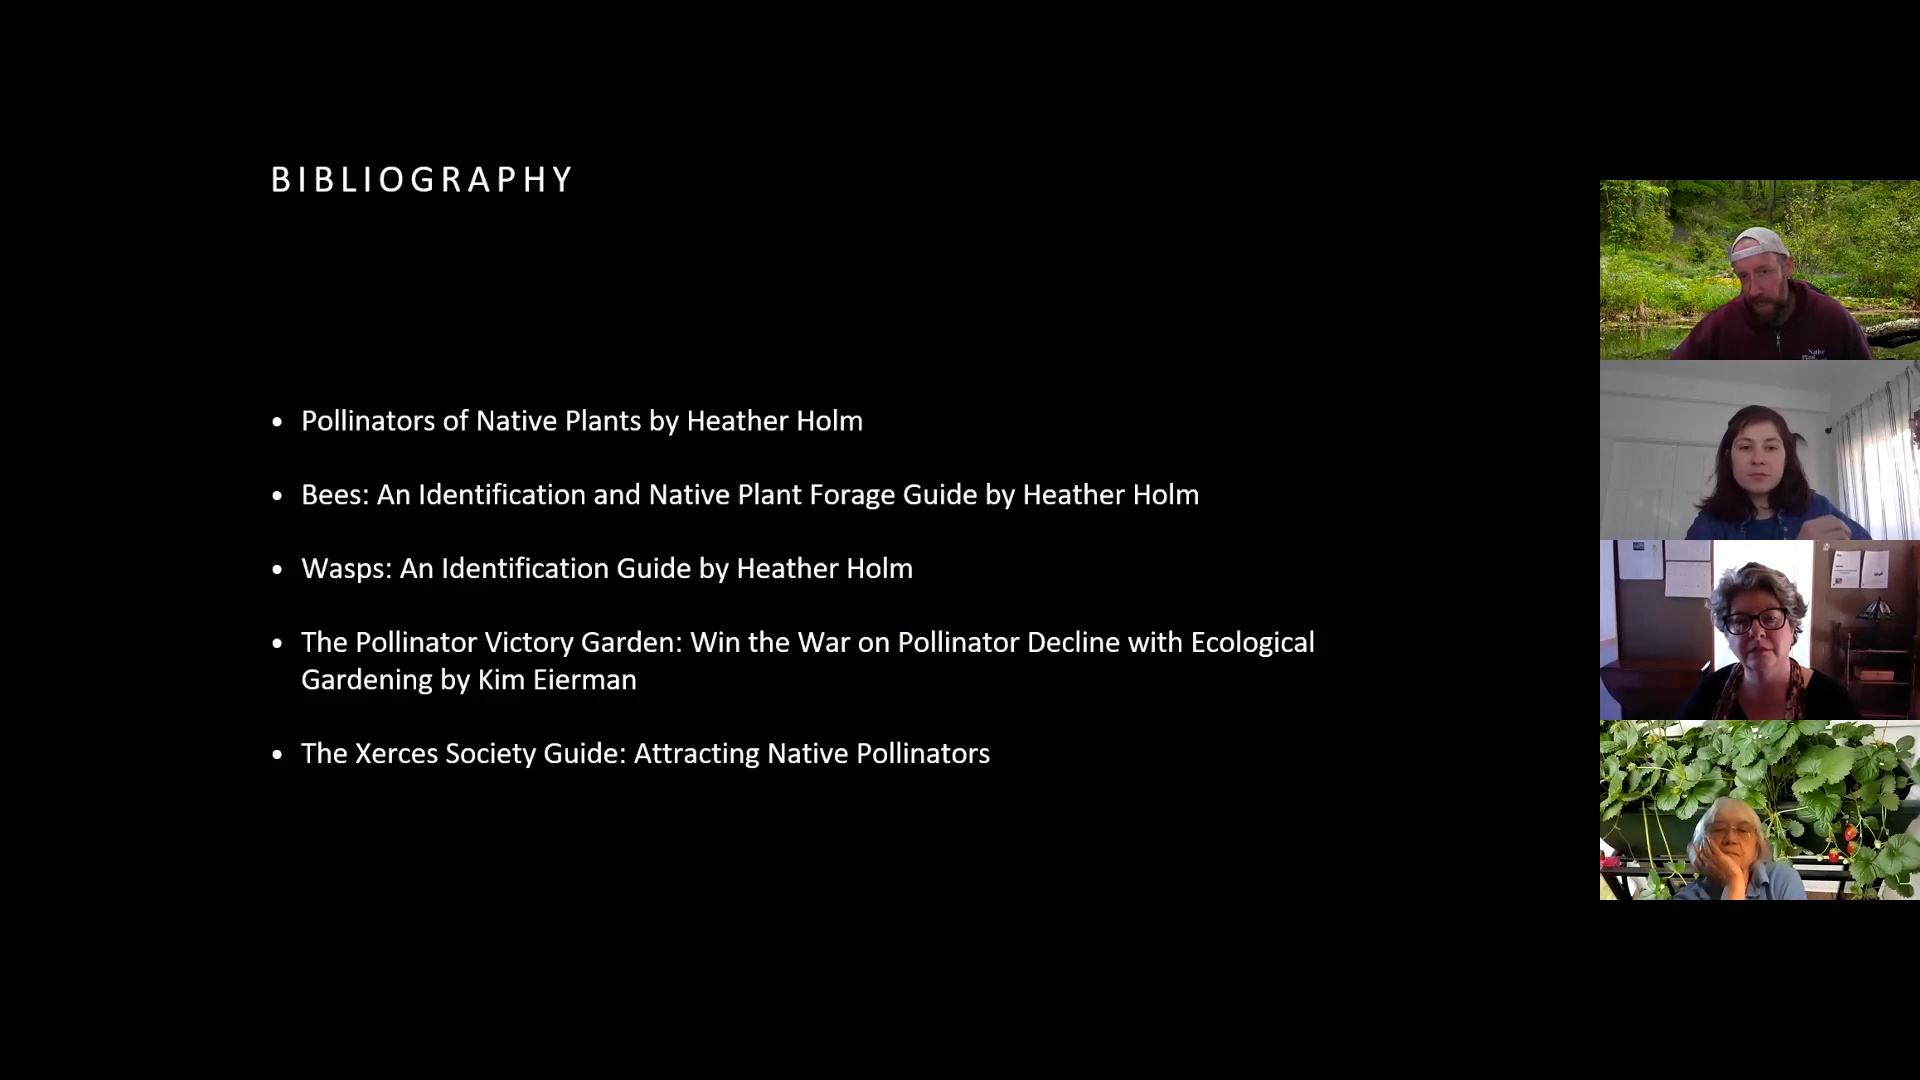 BIBLIOGRAPHY
• Pollinators of Native Plants by Heather Holm
• Bees: An Identification and Native Plant Forage Guide by Heather Holm
• Wasps: An Identification Guide by Heather Holm
• The Pollinator Victory Garden: Win the War on Pollinator Decline with Ecological
Gardening by Kim Eierman
• The Xerces Society Guide: Attracting Native Pollinators
Native
Plant